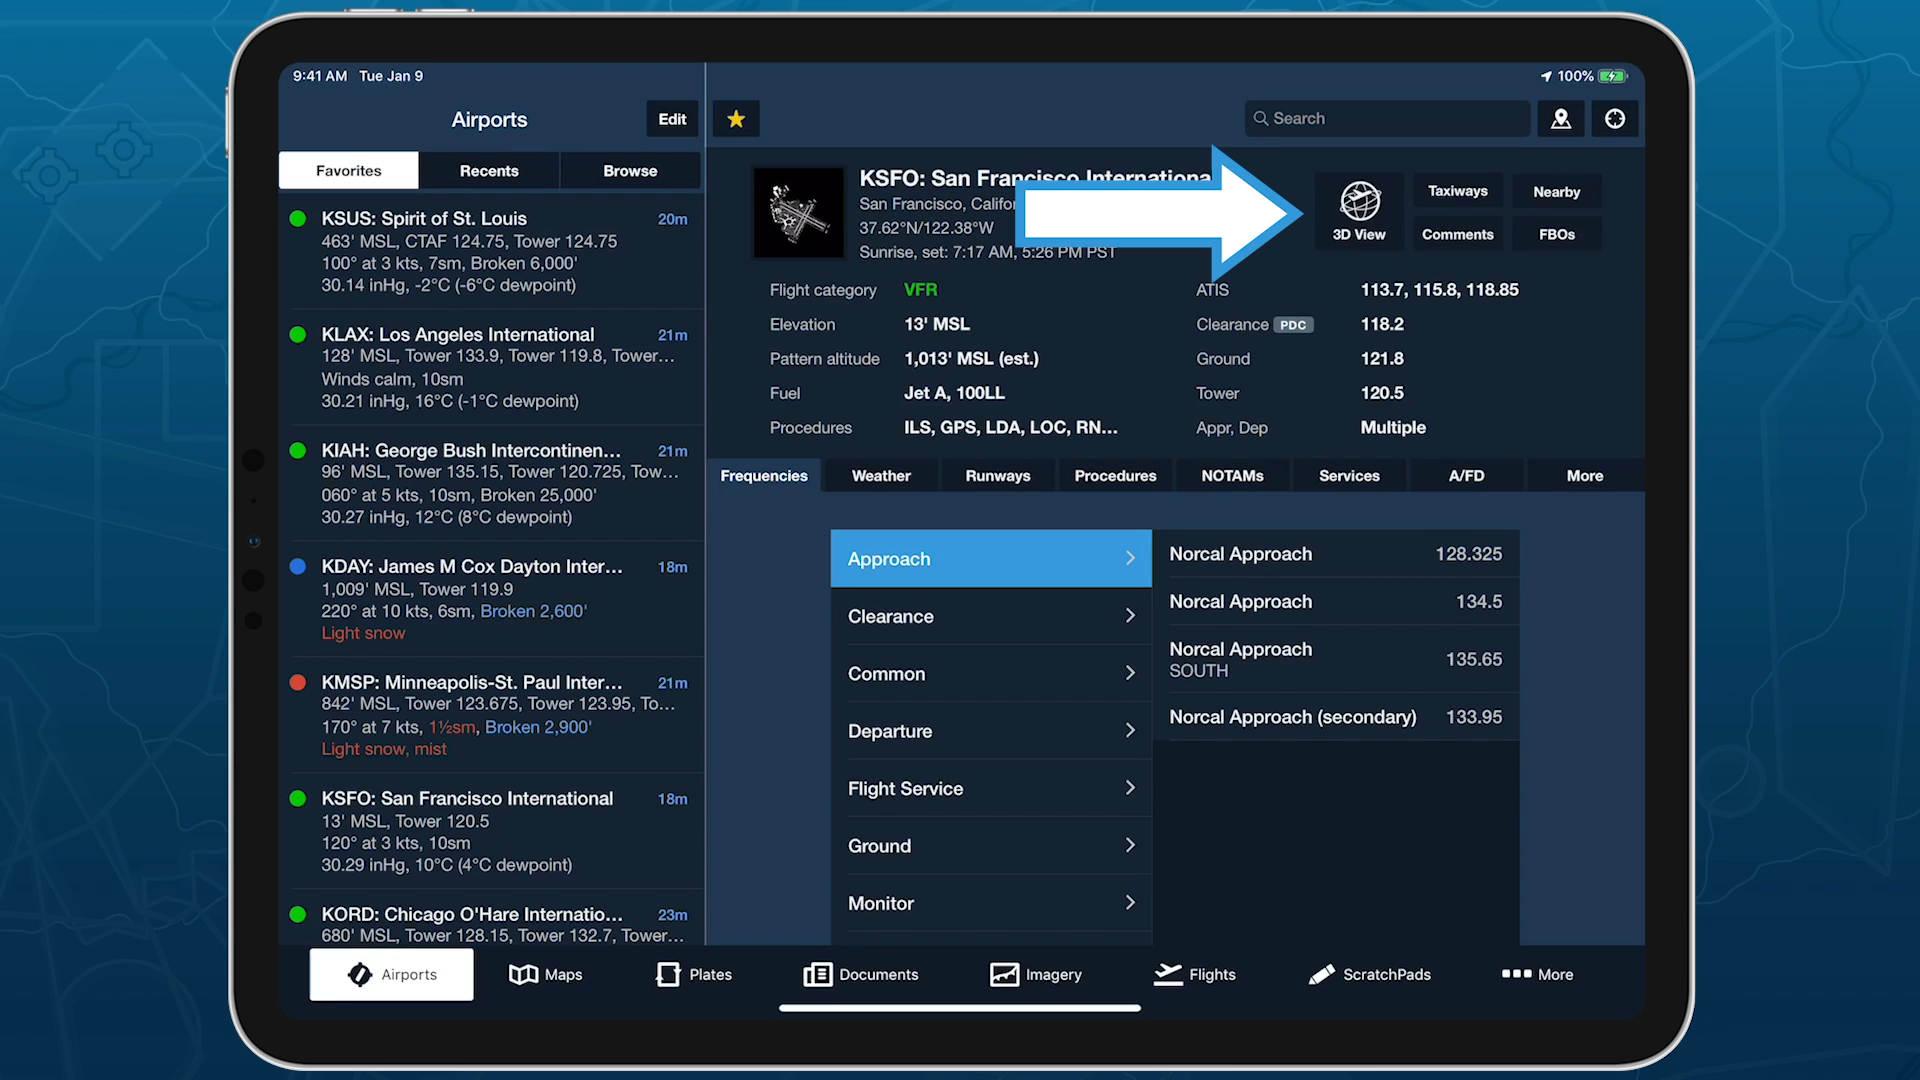 9:41 AM Tue Jan 9
100%
Airports
Edit
Search
Favorites Recents Browse
KSUS: Spirit of St. Louis 20m
463' MSL, CTAF 124.75, Tower 124.75
100° at 3 kts, 7sm, Broken 6,000'
30.14 inHg, -2°C (-6°C dewpoint)
KLAX: Los Angeles International 21m
128' MSL, Tower 133.9, Tower 119.8, Tower...
Winds calm, 10sm
30.21 inHg, 16°C (-1°C dewpoint)
KIAH: George Bush Intercontinen... 21m
96' MSL, Tower 135.15, Tower 120.725, Tow...
060° at 5 kts, 10sm, Broken 25,000'
30.27 inHg, 12°C (8°C dewpoint)
KDAY: James M Cox Dayton Inter... 18m
1,009' MSL, Tower 119.9
220° at 10 kts, 6sm, Broken 2,600'
Light snow
KMSP: Minneapolis-St. Paul Inter... 21m
842' MSL, Tower 123.675, Tower 123.95, To...
170° at 7 kts, 1½sm, Broken 2,900'
Light snow, mist
KSFO: San Francisco International 18m
13' MSL, Tower 120.5
120° at 3 kts, 10sm
30.29 inHg, 10°C (4°C dewpoint)
KORD: Chicago O'Hare Internatio... 23m
680' MSL, Tower 128.15, Tower 132.7, Tower...
KSFO: San Francisco Internationa
San Francisco, Califor
37.62°N/122.38°W
Sunrise, set: 7:17 AM, 5:26 PM PST
3D View
Taxiways Nearby
Comments FBOs
Flight category VFR
Elevation 13' MSL
Pattern altitude 1,013' MSL (est.)
Fuel Jet A, 100LL
Procedures ILS, GPS, LDA, LOC, RN...
ATIS 113.7, 115.8, 118.85
Clearance PDC 118.2
Ground 121.8
Tower 120.5
Appr, Dep Multiple
Frequencies Weather Runways Procedures NOTAMs Services A/FD More
Approach
Clearance
Common
Departure
Flight Service
Ground
Monitor
Norcal Approach 128.325
Norcal Approach 134.5
Norcal Approach 135.65
SOUTH
Norcal Approach (secondary) 133.95
Airports Maps Plates Documents Imagery Flights ScratchPads More